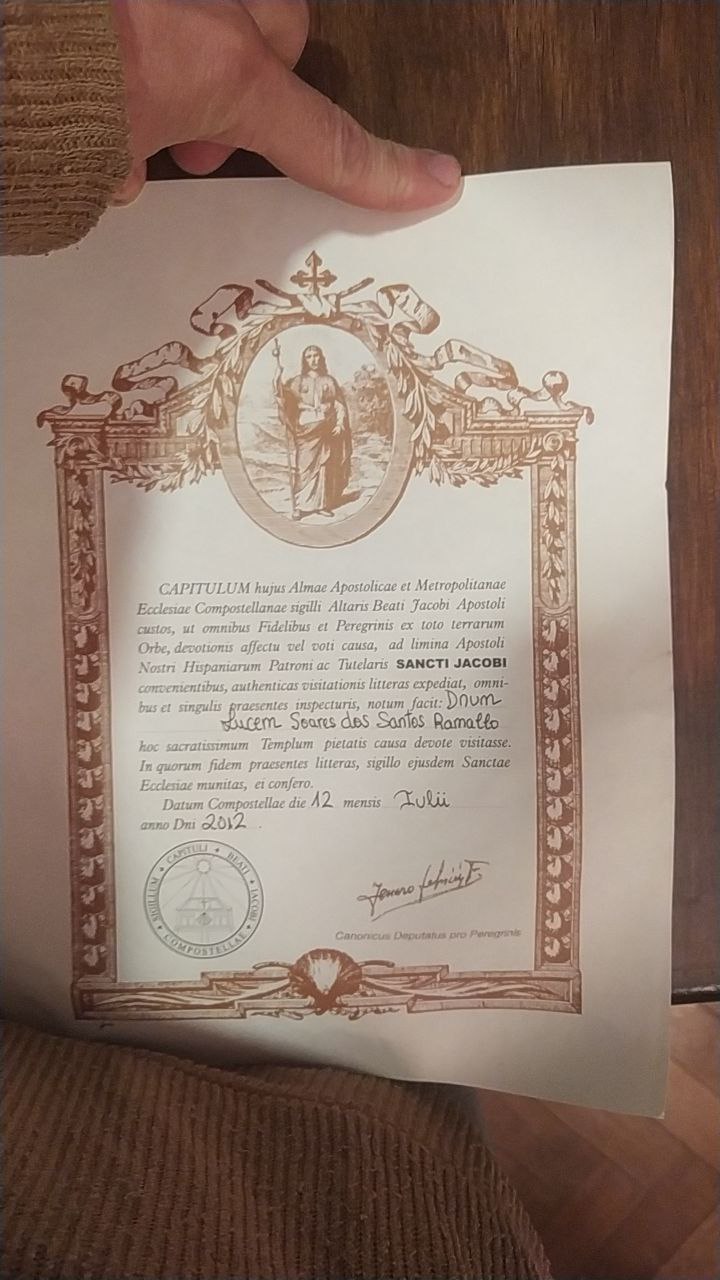 CAPITULUM hujus Almae Apostolicae et Metropolitanae
Ecclesiae Compostellanae sigilli Altaris Beati Jacobi Apostoli
custos, ut omnibus Fidelibus et Peregrinis ex toto terrarum
Orbe, devotionis affectu vel voti causa, ad limina Apostoli
Nostri Hispaniarum Patroni ac Tutelaris SANCTI JACOBI
convenientibus, authenticas visitationis litteras expediat, omni-
bus et singulis praesentes inspecturis, notum facit: Dnum
Lucem Soares dos Santos Ramalho
hoc sacratissimum Templum pietatis causa devote visitasse.
In quorum fidem praesentes litteras, sigillo ejusdem Sanctae
Ecclesiae munitas, ei confero.
Datum Compostellae die 12 mensis Iulii
anno Dni 2012.
SIGILLUM CAPITULI BEATI JACOBI COMPOSTELLAE
Canonicus Deputatus pro Peregrinis